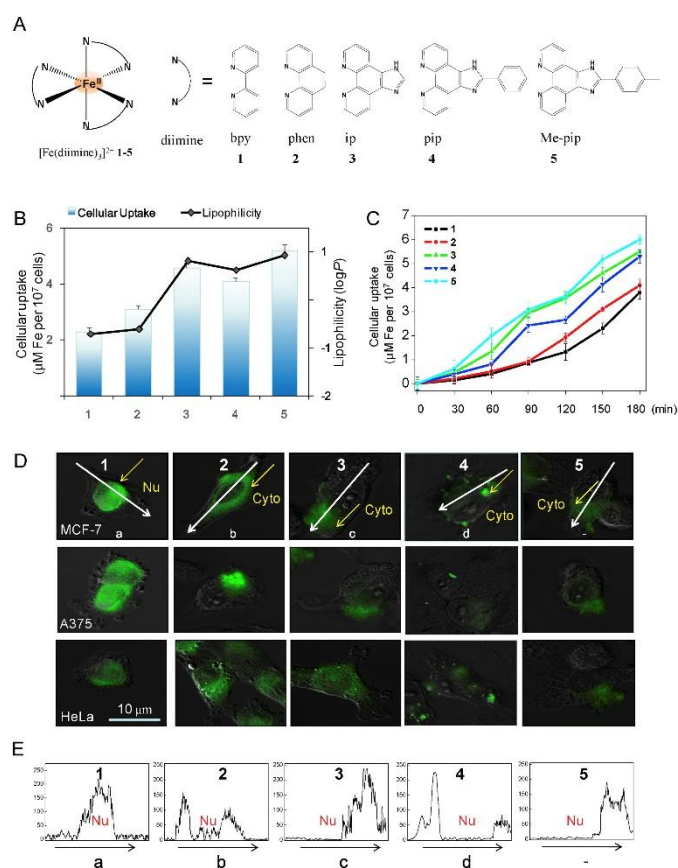 A
N N N N N N
Fe^II
N N
diimine
=
bpy phen ip pip Me-pip
1 2 3 4 5
[Fe(diimine)3]2+ 1-5
B
Cellular Uptake Lipophilicity
Cellular uptake
(µM Fe per 10^7 cells)
6
4
2
1
-1
-2
Lipophilicity (logP)
1 2 3 4 5
C
Cellular uptake
(µM Fe per 10^7 cells)
7
6
5
4
3
2
1
0
1
2
3
4
5
0 30 60 90 120 150 180 (min)
D
1 2 3 4 5
Nu Cyto Cyto Cyto Cyto
MCF-7 a b c d -
A375
HeLa
10 µm
E
1 2 3 4 5
250 200 150 100 50 0
Nu Nu Nu Nu Nu
a b c d -